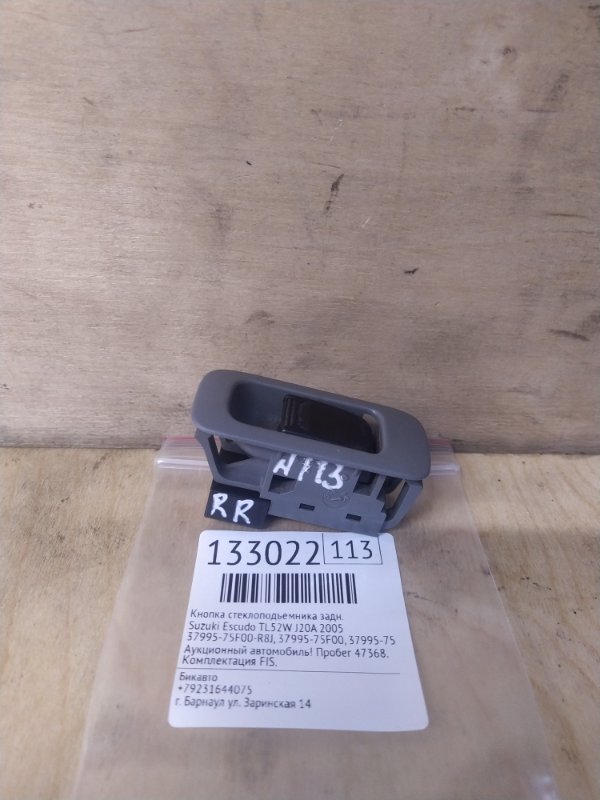 И113
RR
133022 113
Кнопка стеклоподъемника задн.
Suzuki Escudo TL52W J20A 2005
37995-75F00-R8J, 37995-75F00, 37995-75
Аукционный автомобиль! Пробег 47368.
Комплектация FIS.
Бикавто
+79231644075
г. Барнаул ул. Заринская 14